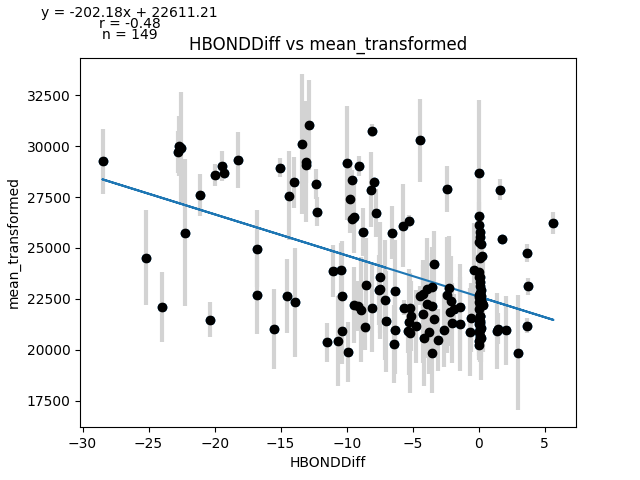 y = -202.18x + 22611.21
r = -0.48
n = 149
HBONDDiff vs mean_transformed
mean_transformed
32500
30000
27500
25000
22500
20000
17500
−30 −25 −20 −15 −10 −5 0 5
HBONDDiff